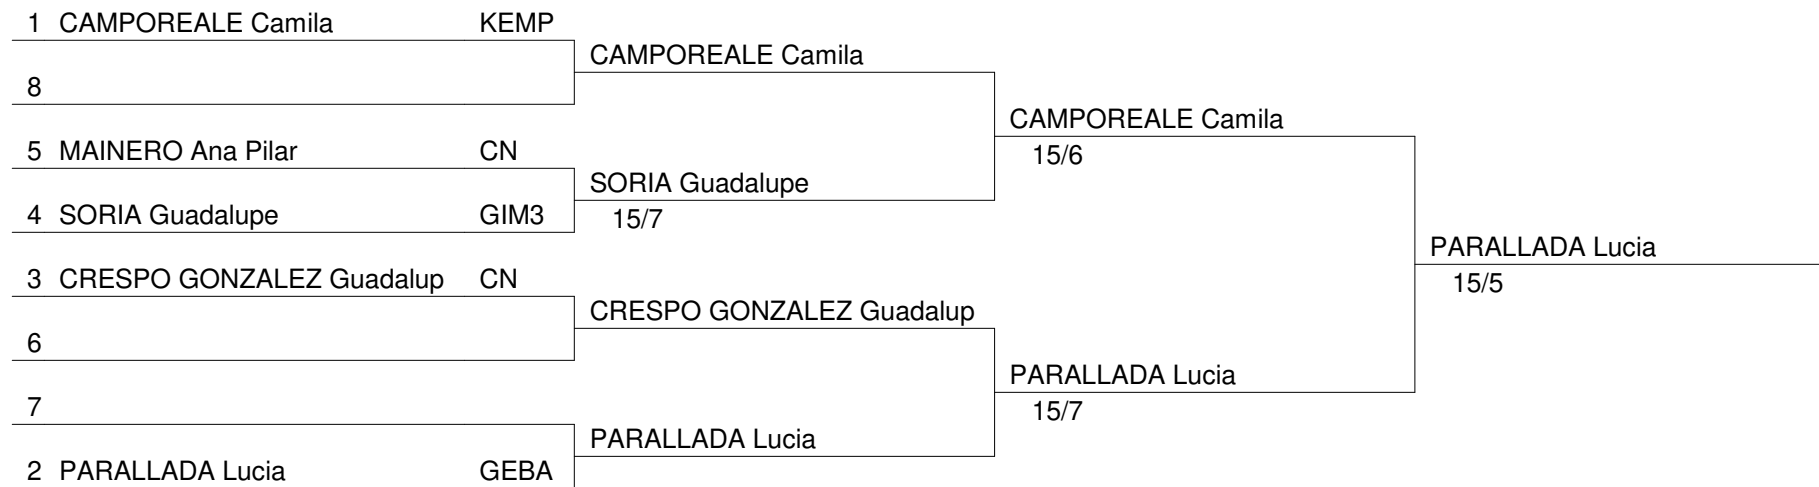 1 CAMPOREALE Camila KEMP
CAMPOREALE Camila
8
CAMPOREALE Camila
5 MAINERO Ana Pilar CN
15/6
SORIA Guadalupe
4 SORIA Guadalupe GIM3
15/7
PARALLADA Lucia
3 CRESPO GONZALEZ Guadalup CN
15/5
CRESPO GONZALEZ Guadalup
6
PARALLADA Lucia
7
15/7
PARALLADA Lucia
2 PARALLADA Lucia GEBA